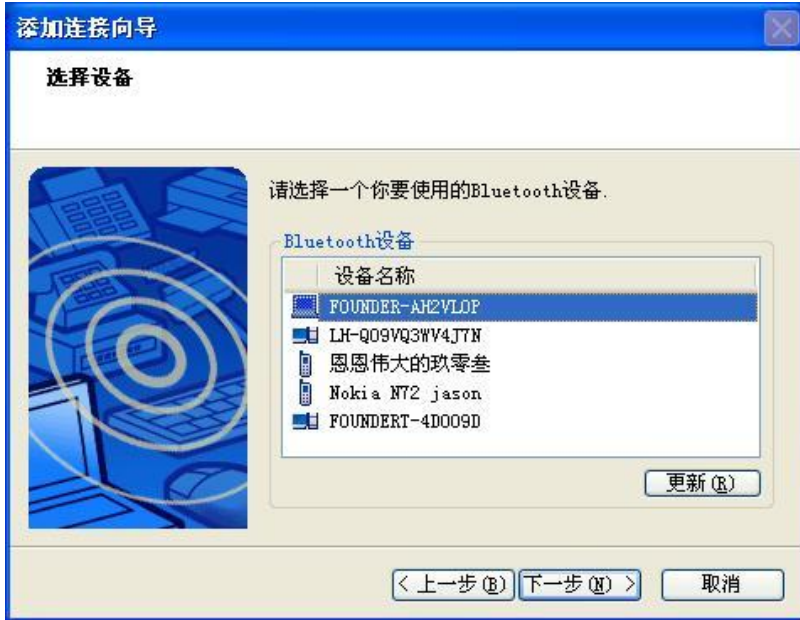 添加连接向导
选择设备
请选择一个你要使用的Bluetooth设备.
Bluetooth设备
设备名称
FOUNDER-AH2VLOP
LH-QO9VQ3WV4J7N
恩恩伟大的玖零叁
Nokia N72 jason
FOUNDERT-4D009D
更新(R)
< 上一步(B) 下一步(N) > 取消